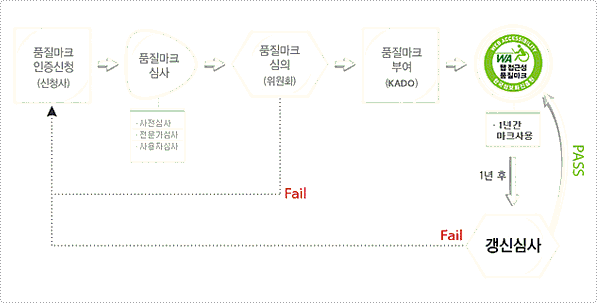 품질마크
인증신청
(신청사)
품질마크
심사
품질마크
심의
(위원회)
품질마크
부여
(KADO)
WEB ACCESSIBILITY
WA
웹 접근성
품질마크
· 사전심사
· 전문가심사
· 사용자심사
· 1년간
마크사용
1년 후
PASS
Fail
Fail
갱신심사